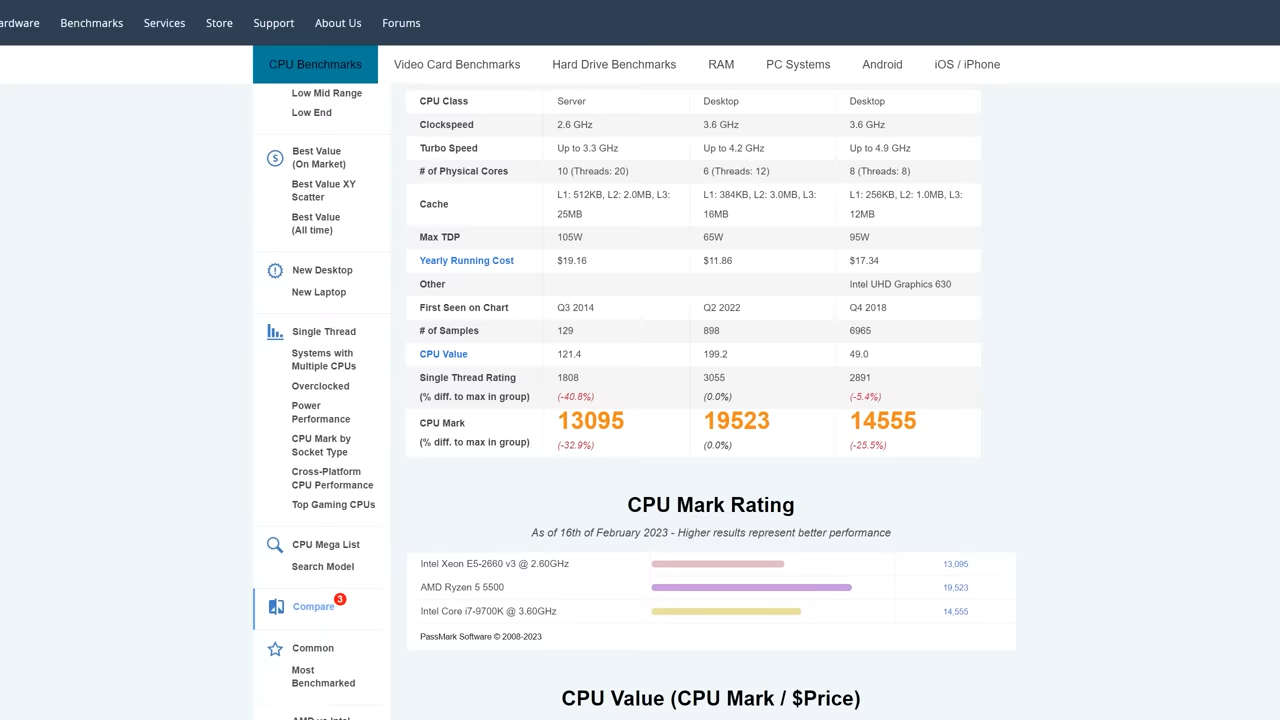 ardware Benchmarks Services Store Support About Us Forums
CPU Benchmarks Video Card Benchmarks Hard Drive Benchmarks RAM PC Systems Android iOS / iPhone
Low Mid Range
Low End
Best Value
(On Market)
Best Value XY
Scatter
Best Value
(All time)
New Desktop
New Laptop
Single Thread
Systems with
Multiple CPUs
Overclocked
Power
Performance
CPU Mark by
Socket Type
Cross-Platform
CPU Performance
Top Gaming CPUs
CPU Mega List
Search Model
Compare 3
Common
Most
Benchmarked
AMD vs Intel
CPU Class Server Desktop Desktop
Clockspeed 2.6 GHz 3.6 GHz 3.6 GHz
Turbo Speed Up to 3.3 GHz Up to 4.2 GHz Up to 4.9 GHz
# of Physical Cores 10 (Threads: 20) 6 (Threads: 12) 8 (Threads: 8)
Cache L1: 512KB, L2: 2.0MB, L3: 25MB L1: 384KB, L2: 3.0MB, L3: 16MB L1: 256KB, L2: 1.0MB, L3: 12MB
Max TDP 105W 65W 95W
Yearly Running Cost $19.16 $11.86 $17.34
Other Intel UHD Graphics 630
First Seen on Chart Q3 2014 Q2 2022 Q4 2018
# of Samples 129 898 6965
CPU Value 121.4 199.2 49.0
Single Thread Rating 1808 3055 2891
(% diff. to max in group) (-40.8%) (0.0%) (-5.4%)
CPU Mark 13095 19523 14555
(% diff. to max in group) (-32.9%) (0.0%) (-25.5%)
CPU Mark Rating
As of 16th of February 2023 - Higher results represent better performance
Intel Xeon E5-2660 v3 @ 2.60GHz 13,095
AMD Ryzen 5 5500 19,523
Intel Core i7-9700K @ 3.60GHz 14,555
PassMark Software © 2008-2023
CPU Value (CPU Mark / $Price)